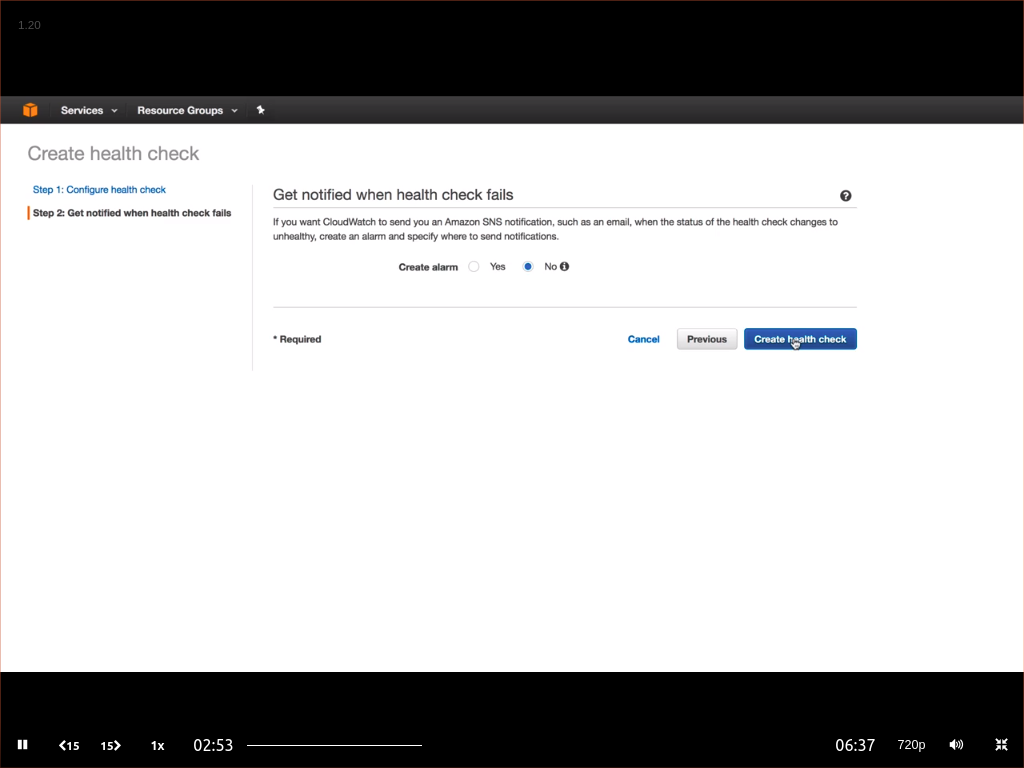 1.20
Services
Resource Groups
Create health check
Step 1: Configure health check
Step 2: Get notified when health check fails
Get notified when health check fails
If you want CloudWatch to send you an Amazon SNS notification, such as an email, when the status of the health check changes to
unhealthy, create an alarm and specify where to send notifications.
Create alarm Yes No
* Required
Cancel
Previous
Create health check
15
15
1x
02:53
06:37
720p